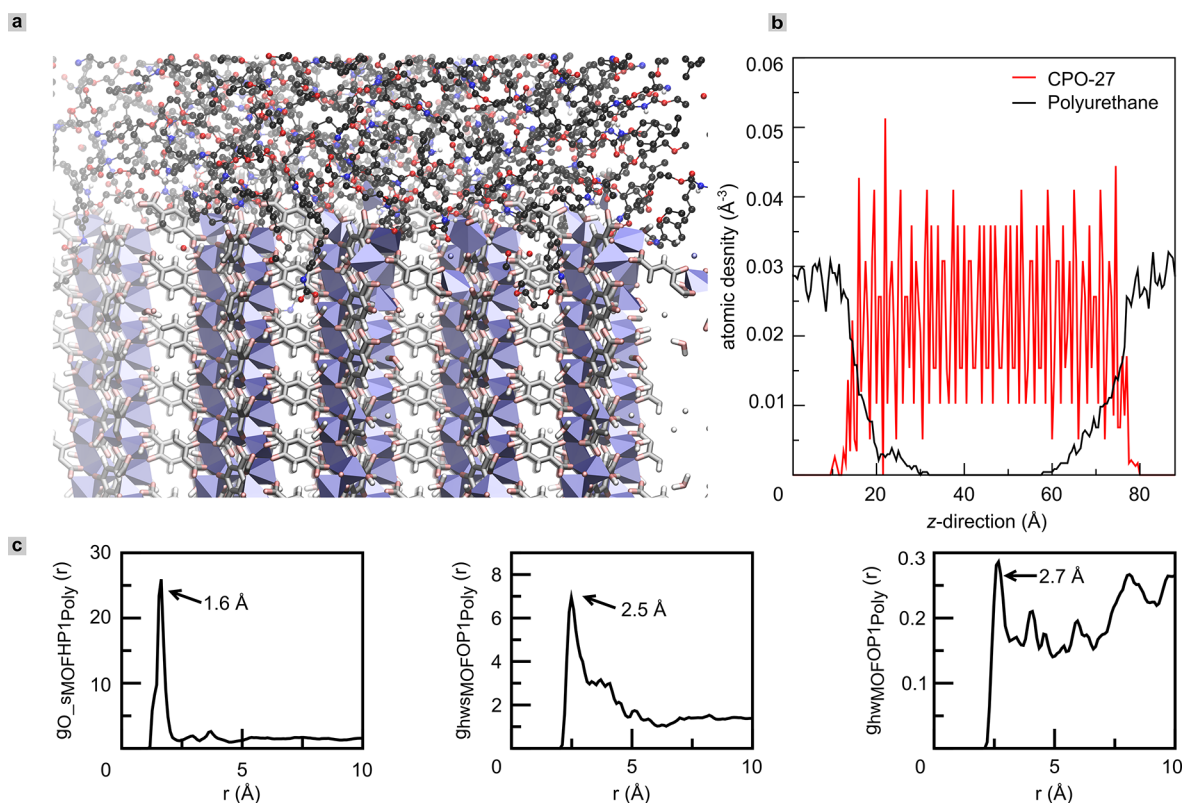 a
b
0.06
0.05
0.04
0.03
0.02
0.01
0
atomic desnity (Å-3)
CPO-27
Polyurethane
20
40
60
80
z-direction (Å)
c
30
20
10
0
5
10
gO_sMOFHP1Poly (r)
1.6 Å
r (Å)
8
6
4
2
0
5
10
ghwsMOFOP1Poly (r)
2.5 Å
r (Å)
0.3
0.2
0.1
0
5
10
ghwMOFOP1Poly (r)
2.7 Å
r (Å)